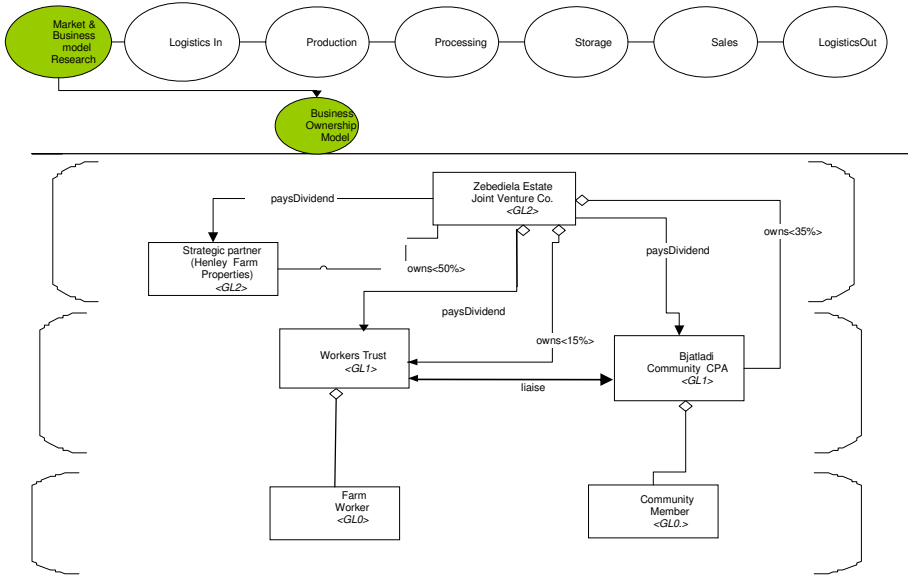 Market &
Business
model
Research
Logistics In
Production
Processing
Storage
Sales
LogisticsOut
Business
Ownership
Model
Zebediela Estate
Joint Venture Co.
<GL2>
paysDividend
owns<35%>
Strategic partner
(Henley Farm
Properties)
<GL2>
owns<50%>
paysDividend
paysDividend
owns<15%>
Workers Trust
<GL1>
Bjatladi
Community CPA
<GL1>
liaise
Farm
Worker
<GL0>
Community
Member
<GL0.>